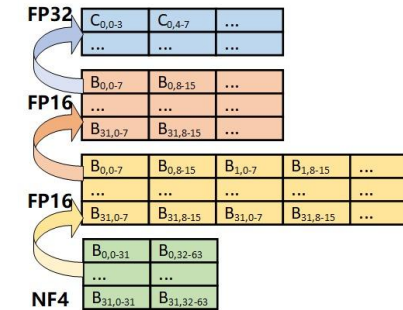 FP32
C0,0-3 C0,4-7 ...
... ... ...
B0,0-7 B0,8-15 ...
FP16
... ... ...
B31,0-7 B31,8-15 ...
B0,0-7 B0,8-15 B1,0-7 B1,8-15 ...
... ... ... ... ...
FP16
B31,0-7 B31,8-15 B31,0-7 B31,8-15 ...
B0,0-31 B0,32-63
... ...
NF4
B31,0-31 B31,32-63